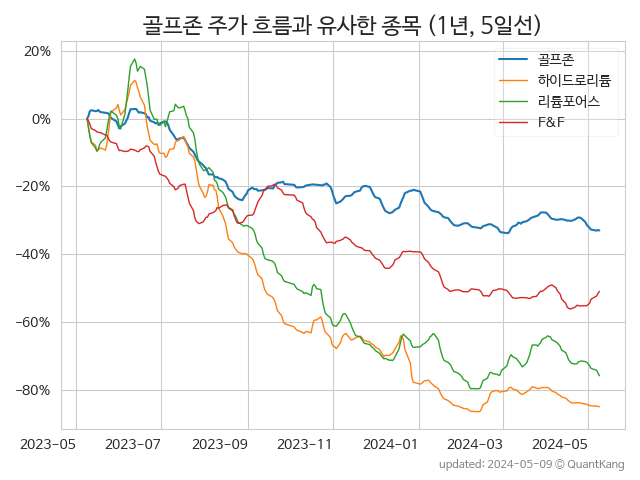 골프존 주가 흐름과 유사한 종목 (1년, 5일선)
골프존
하이드로리튬
리튬포어스
F&F
20%
0%
−20%
−40%
−60%
−80%
2023-05
2023-07
2023-09
2023-11
2024-01
2024-03
2024-05
updated: 2024-05-09 © QuantKang